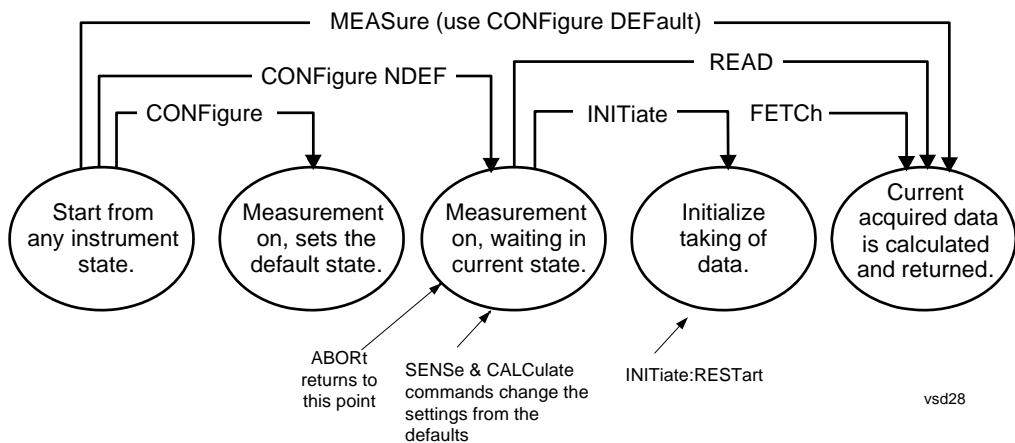 MEASure (use CONFigure DEFault)
CONFigure NDEF
READ
CONFigure
INITiate
FETCh
Start from
any instrument
state.
Measurement
on, sets the
default state.
Measurement
on, waiting in
current state.
Initialize
taking of
data.
Current
acquired data
is calculated
and returned.
ABORt
returns to
this point
SENSe & CALCulate
commands change the
settings from the
defaults
INITiate:RESTart
vsd28